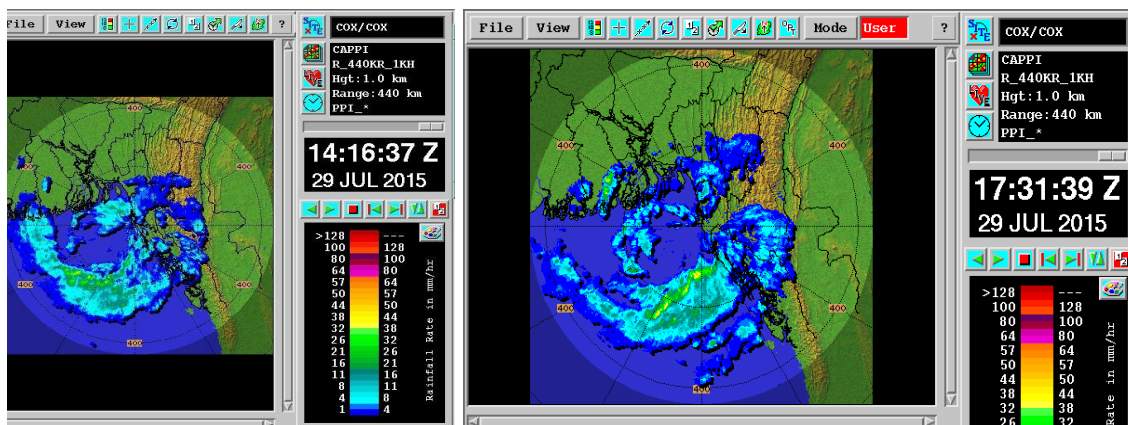 File View ?
COX/COX
CAPPI
R_440KR_1KH
Hgt:1.0 km
Range:440 km
PPI_*
14:16:37 Z
29 JUL 2015
>128 ---
100 128
80 100
64 80
57 64
50 57
44 50
38 44
32 38
26 32
21 26
16 21
11 16
8 11
4 8
1 4
Rainfall Rate in mm/hr
400
400
400
400
400
400
File View Mode User ?
COX/COX
CAPPI
R_440KR_1KH
Hgt:1.0 km
Range:440 km
PPI_*
17:31:39 Z
29 JUL 2015
>128 ---
100 128
80 100
64 80
57 64
50 57
44 50
38 44
32 38
26 32
Rate in mm/hr
400
400
400
400
400
400